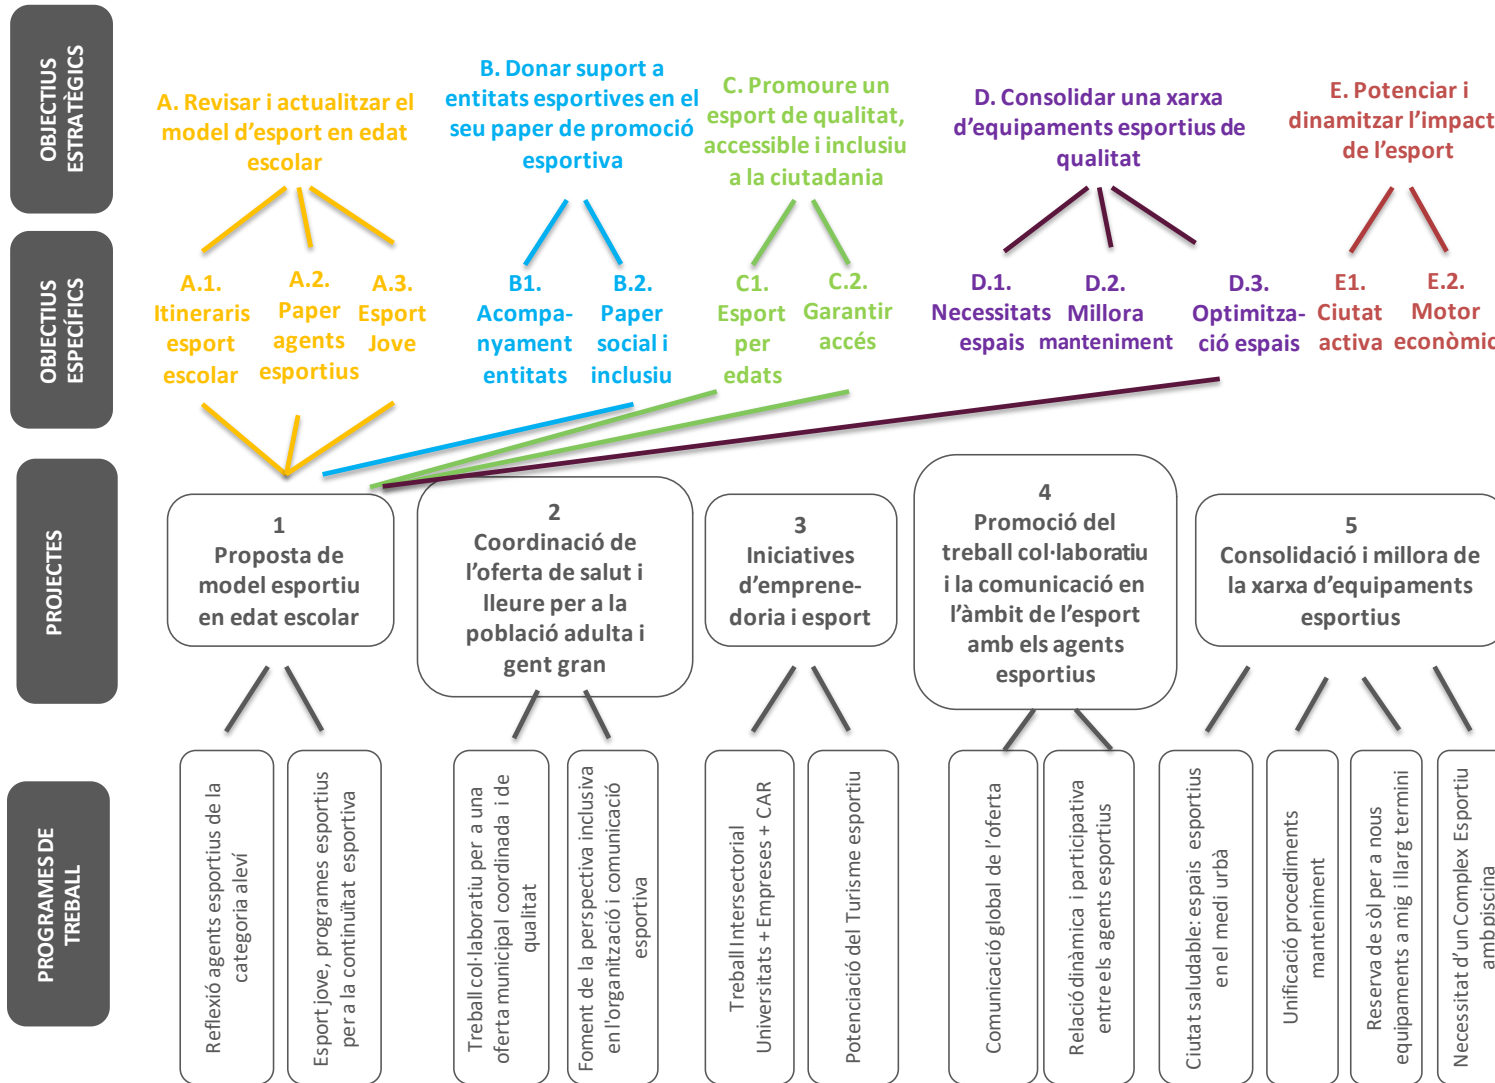 OBJECTIUS
ESTRATÈGICS
A. Revisar i actualitzar el
model d’esport en edat
escolar
B. Donar suport a
entitats esportives en el
seu paper de promoció
esportiva
C. Promoure un
esport de qualitat,
accessible i inclusiu
a la ciutadania
D. Consolidar una xarxa
d’equipaments esportius de
qualitat
E. Potenciar i
dinamitzar l’impact
de l’esport
OBJECTIUS
ESPECÍFICS
A.1.
Itineraris
esport
escolar
A.2.
Paper
agents
esportius
A.3.
Esport
Jove
B1.
Acompa-
nyament
entitats
B.2.
Paper
social i
inclusiu
C1.
Esport
per
edats
C.2.
Garantir
accés
D.1.
Necessitats
espais
D.2.
Millora
manteniment
D.3.
Optimitza-
ció espais
E1.
Ciutat
activa
E.2.
Motor
econòmic
PROJECTES
1
Proposta de
model esportiu
en edat escolar
2
Coordinació de
l’oferta de salut i
lleure per a la
població adulta i
gent gran
3
Iniciatives
d’emprene-
doria i esport
4
Promoció del
treball col·laboratiu
i la comunicació en
l’àmbit de l’esport
amb els agents
esportius
5
Consolidació i millora de
la xarxa d’equipaments
esportius
PROGRAMES DE
TREBALL
Reflexió agents esportius de la
categoria aleví
Esport jove, programes esportius
per a la continuïtat esportiva
Treball col·laboratiu per a una
oferta municipal coordinada i de
qualitat
Foment de la perspectiva inclusiva
en l'organització i comunicació
esportiva
Treball Intersectorial
Universitats + Empreses + CAR
Potenciació del Turisme esportiu
Comunicació global de l’oferta
Relació dinàmica i participativa
entre els agents esportius
Ciutat saludable: espais esportius
en el medi urbà
Unificació procediments
manteniment
Reserva de sòl per a nous
equipaments a mig i llarg termini
Necessitat d’un Complex Esportiu
amb piscina